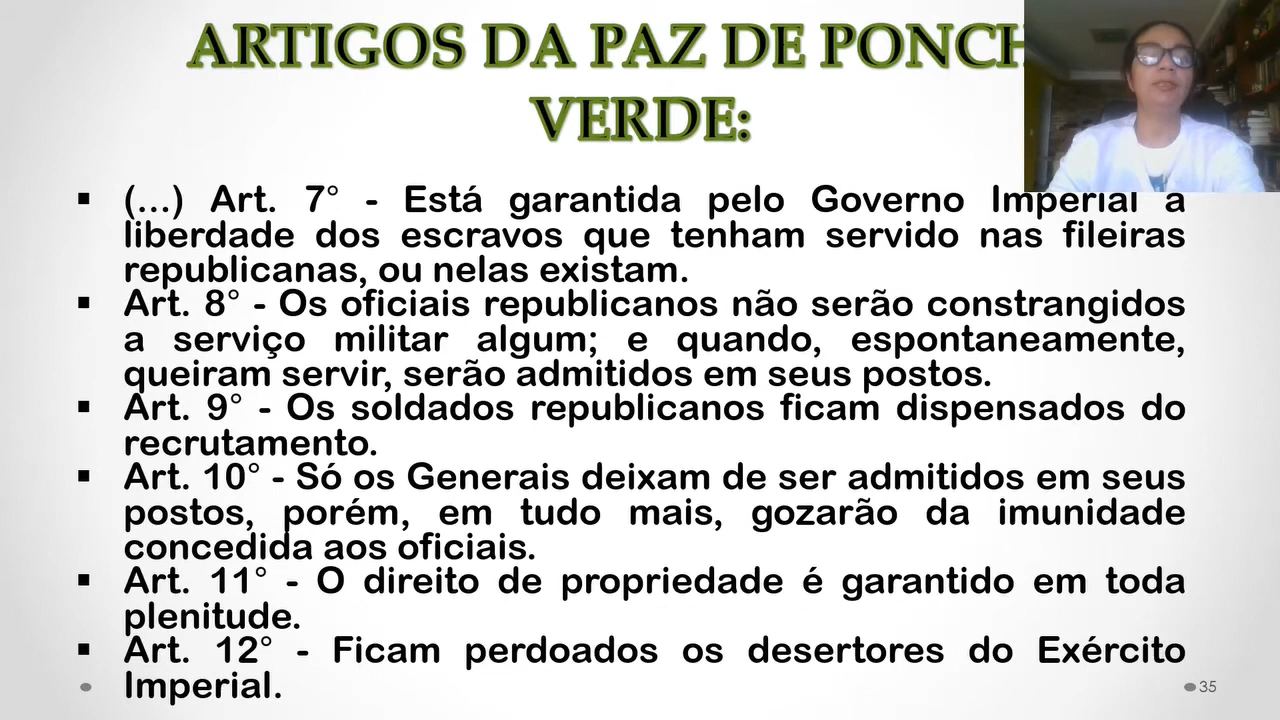 ARTIGOS DA PAZ DE PONCH
VERDE:
▪ (...) Art. 7° - Está garantida pelo Governo Imperial a
liberdade dos escravos que tenham servido nas fileiras
republicanas, ou nelas existam.
▪ Art. 8° - Os oficiais republicanos não serão constrangidos
a serviço militar algum; e quando, espontaneamente,
queiram servir, serão admitidos em seus postos.
▪ Art. 9° - Os soldados republicanos ficam dispensados do
recrutamento.
▪ Art. 10° - Só os Generais deixam de ser admitidos em seus
postos, porém, em tudo mais, gozarão da imunidade
concedida aos oficiais.
▪ Art. 11° - O direito de propriedade é garantido em toda
plenitude.
▪ Art. 12° - Ficam perdoados os desertores do Exército
Imperial.
35